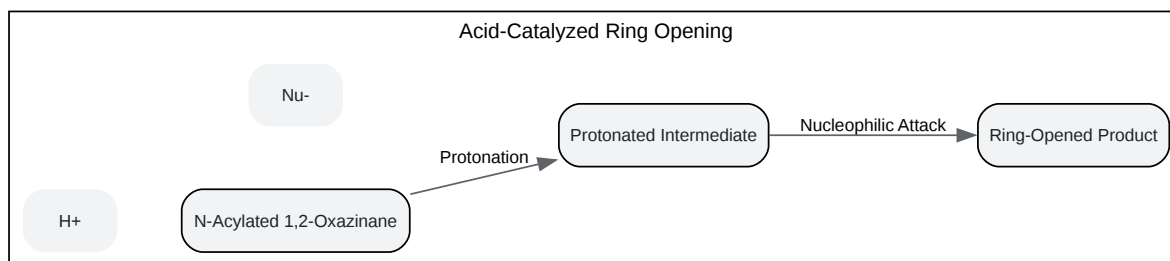 Acid-Catalyzed Ring Opening
Nu-
Protonated Intermediate
Nucleophilic Attack
Ring-Opened Product
Protonation
H+
N-Acylated 1,2-Oxazinane